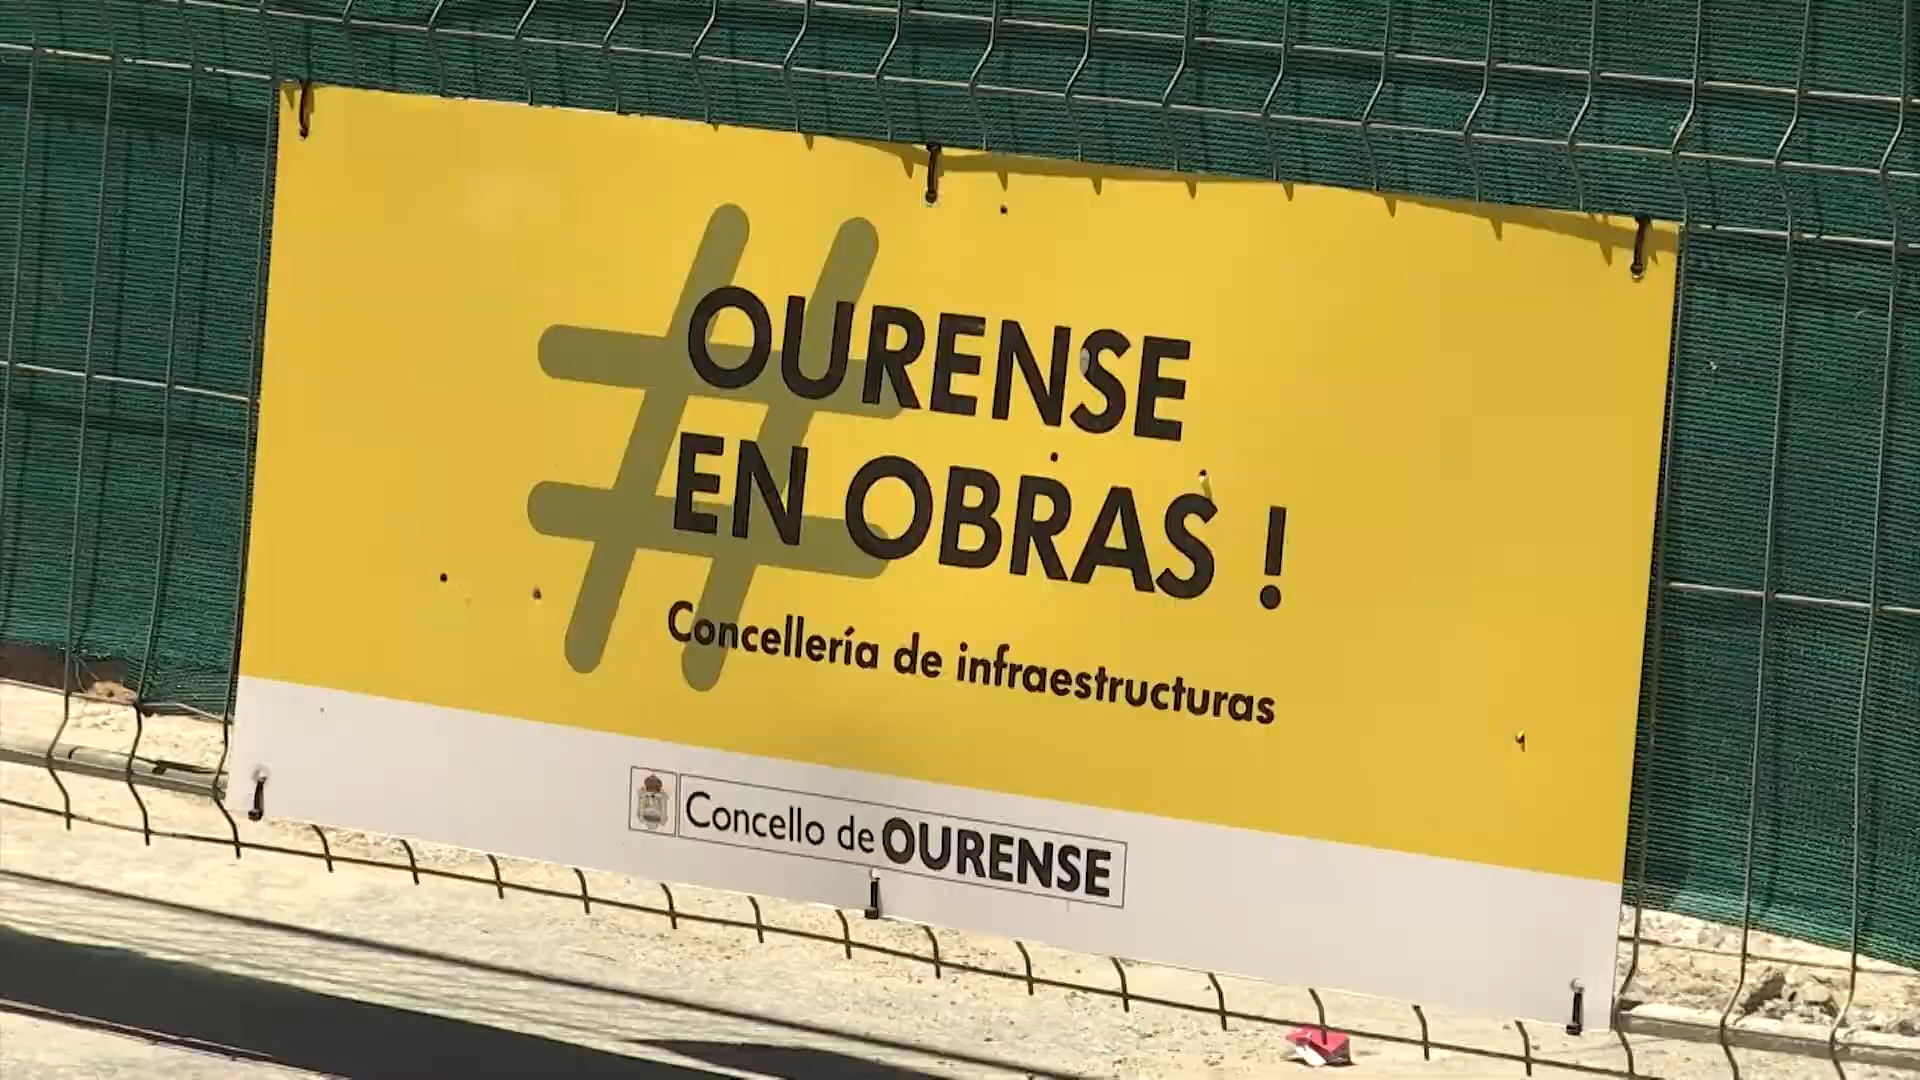 #OURENSE
EN OBRAS !
Concellería de infraestructuras
Concello de OURENSE